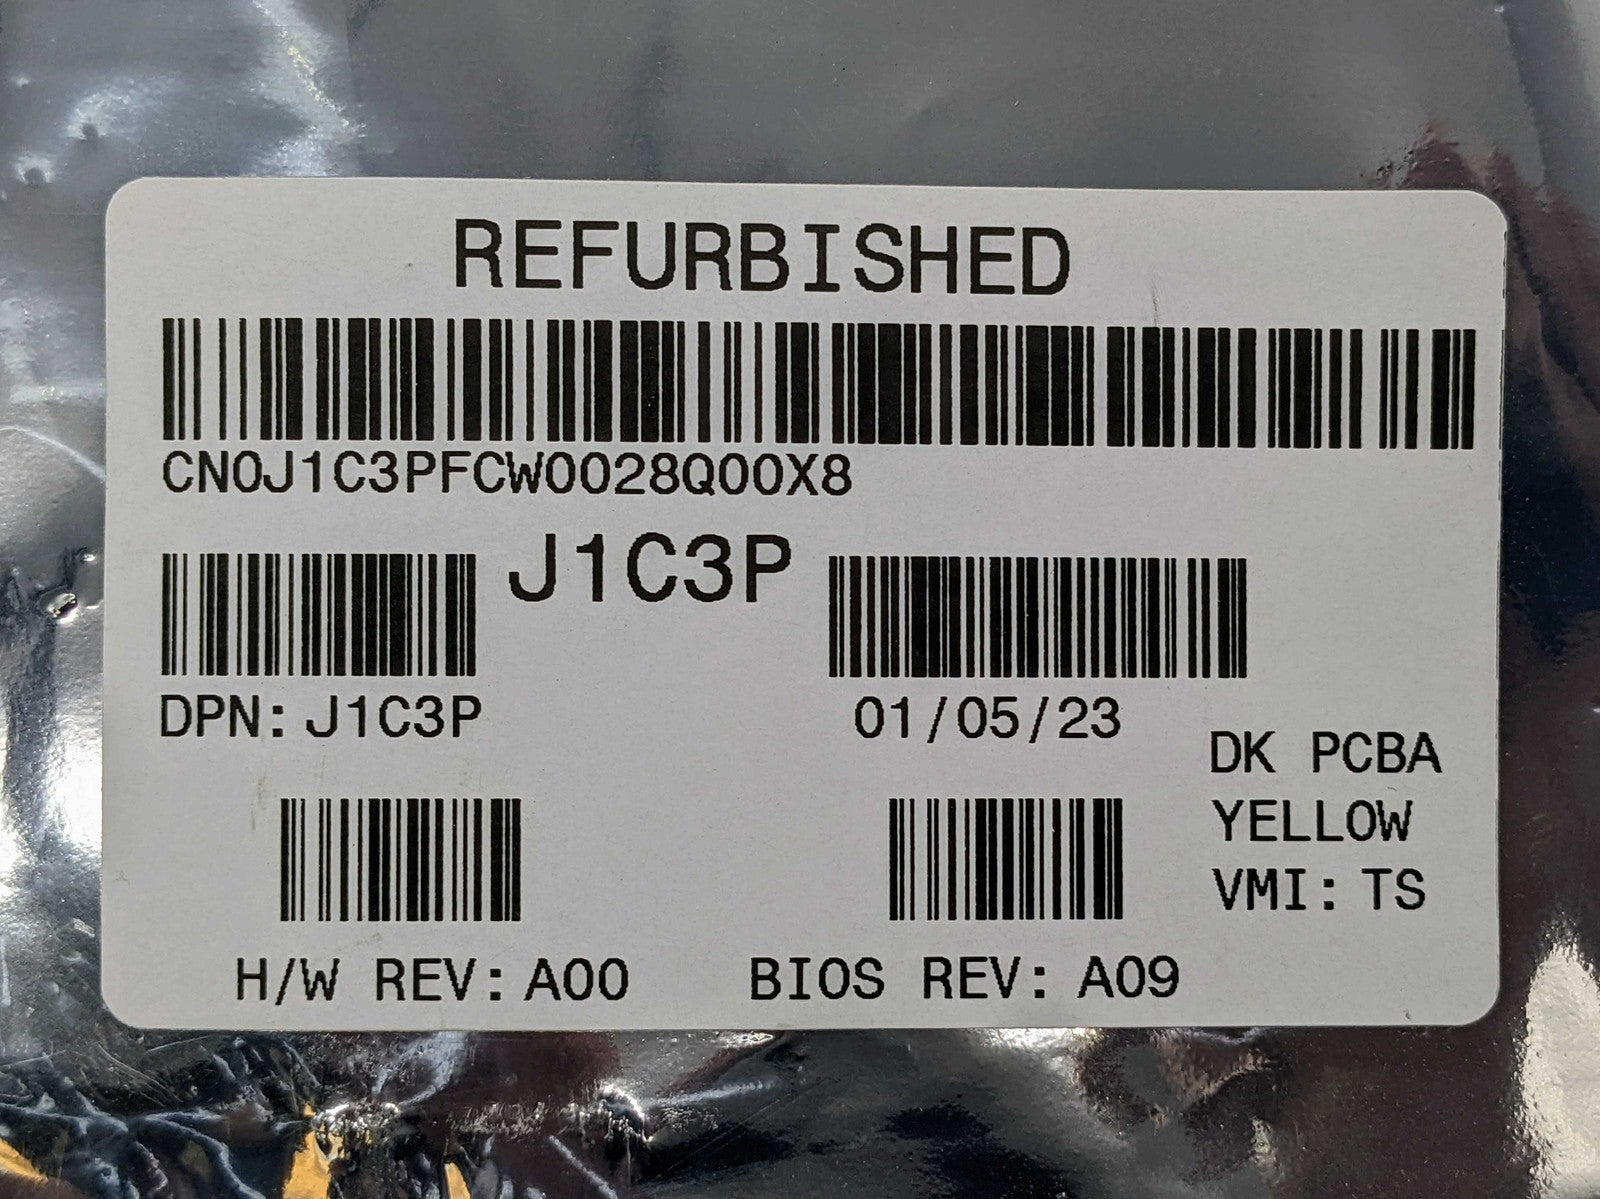 REFURBISHED
CN0J1C3PFCW0028Q00X8
J1C3P
DPN: J1C3P
01/05/23
DK PCBA
YELLOW
VMI: TS
H/W REV: A00
BIOS REV: A09